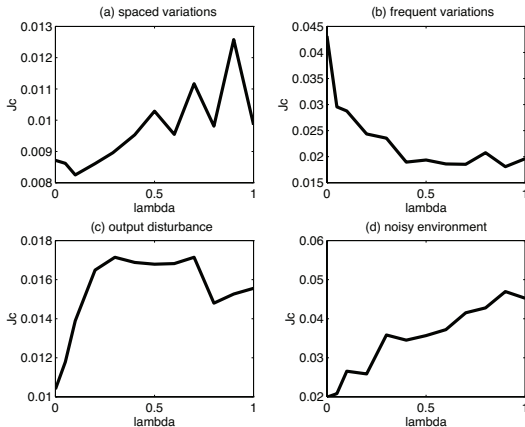 (a) spaced variations
0.013
0.012
0.011
0.01
0.009
0.008
Jc
0
0.5
1
lambda
(b) frequent variations
0.045
0.04
0.035
0.03
0.025
0.02
0.015
Jc
0
0.5
1
lambda
(c) output disturbance
0.018
0.016
0.014
0.012
0.01
Jc
0
0.5
1
lambda
(d) noisy environment
0.06
0.05
0.04
0.03
0.02
Jc
0
0.5
1
lambda